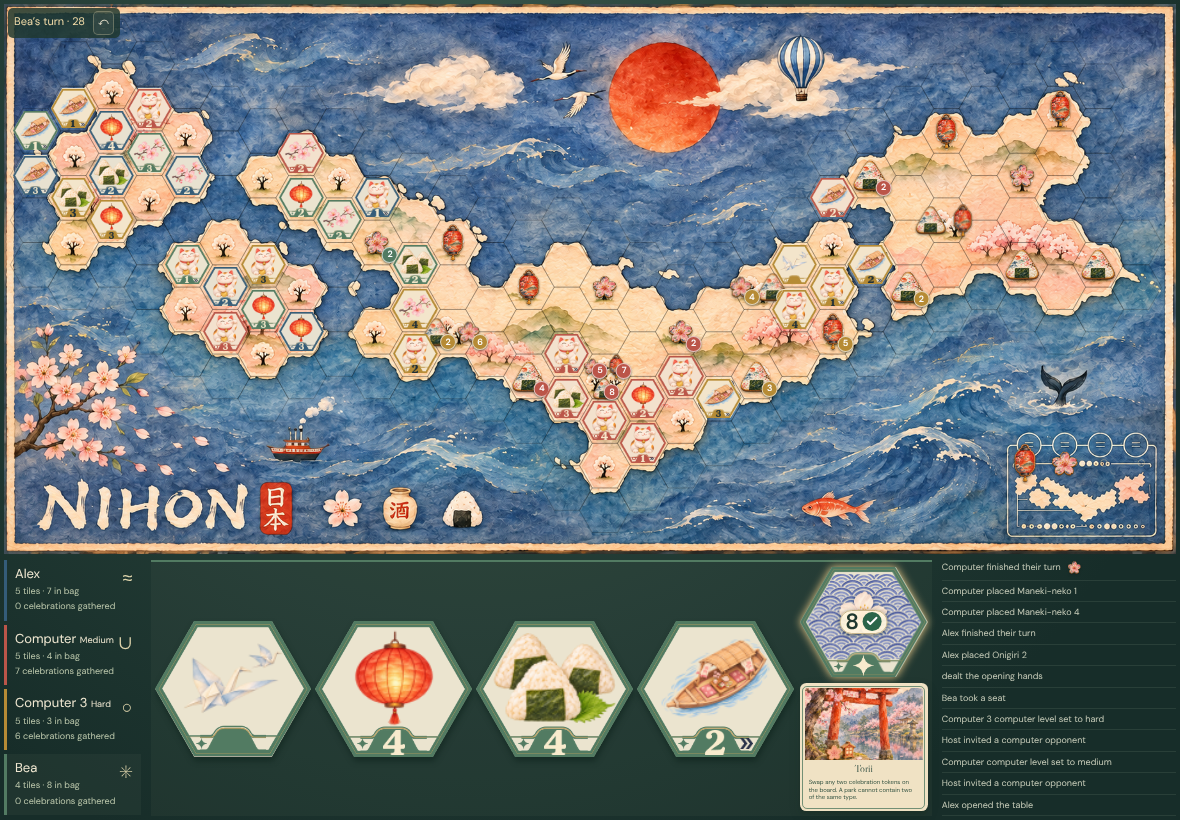 Bea's turn · 28
NIHON
日本
酒
Alex
5 tiles · 7 in bag
0 celebrations gathered
Computer Medium
5 tiles · 4 in bag
7 celebrations gathered
Computer 3 Hard
5 tiles · 3 in bag
6 celebrations gathered
Bea
4 tiles · 8 in bag
0 celebrations gathered
4
4
2
8
Torii
Swap any two celebration tokens on
the board. A park cannot contain two
of the same type.
Computer finished their turn
Computer placed Maneki-neko 1
Computer placed Maneki-neko 4
Alex finished their turn
Alex placed Onigiri 2
dealt the opening hands
Bea took a seat
Computer 3 computer level set to hard
Host invited a computer opponent
Computer computer level set to medium
Host invited a computer opponent
Alex opened the table